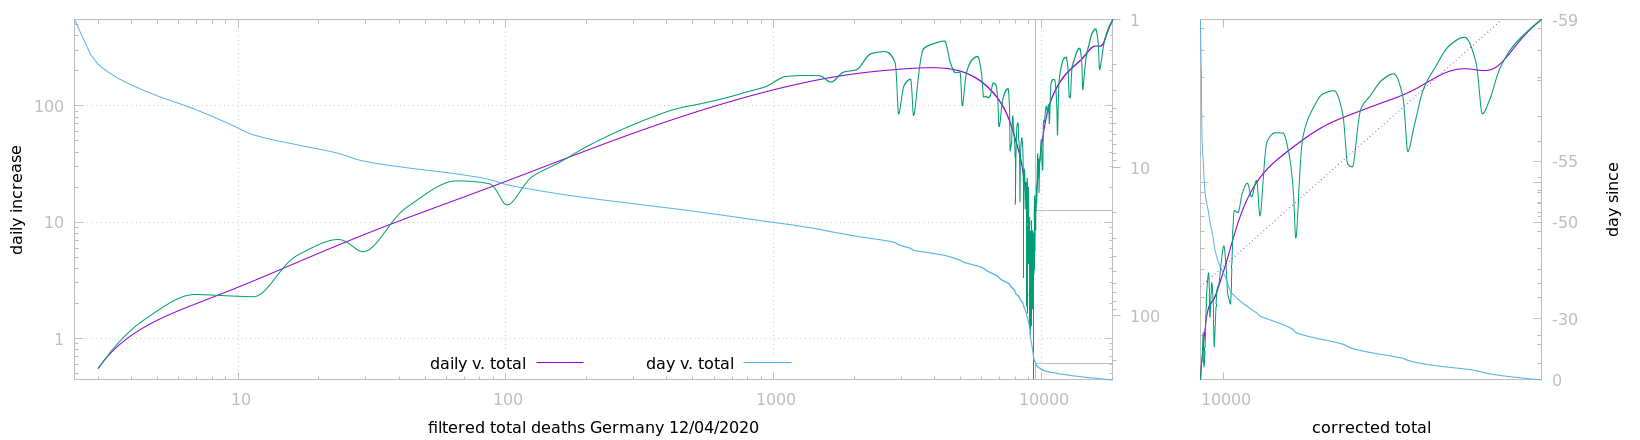 daily increase
100
10
1
daily v. total
day v. total
10
100
1000
10000
filtered total deaths Germany 12/04/2020
1
10
100
10000
corrected total
-59
-55
-50
-30
0
day since